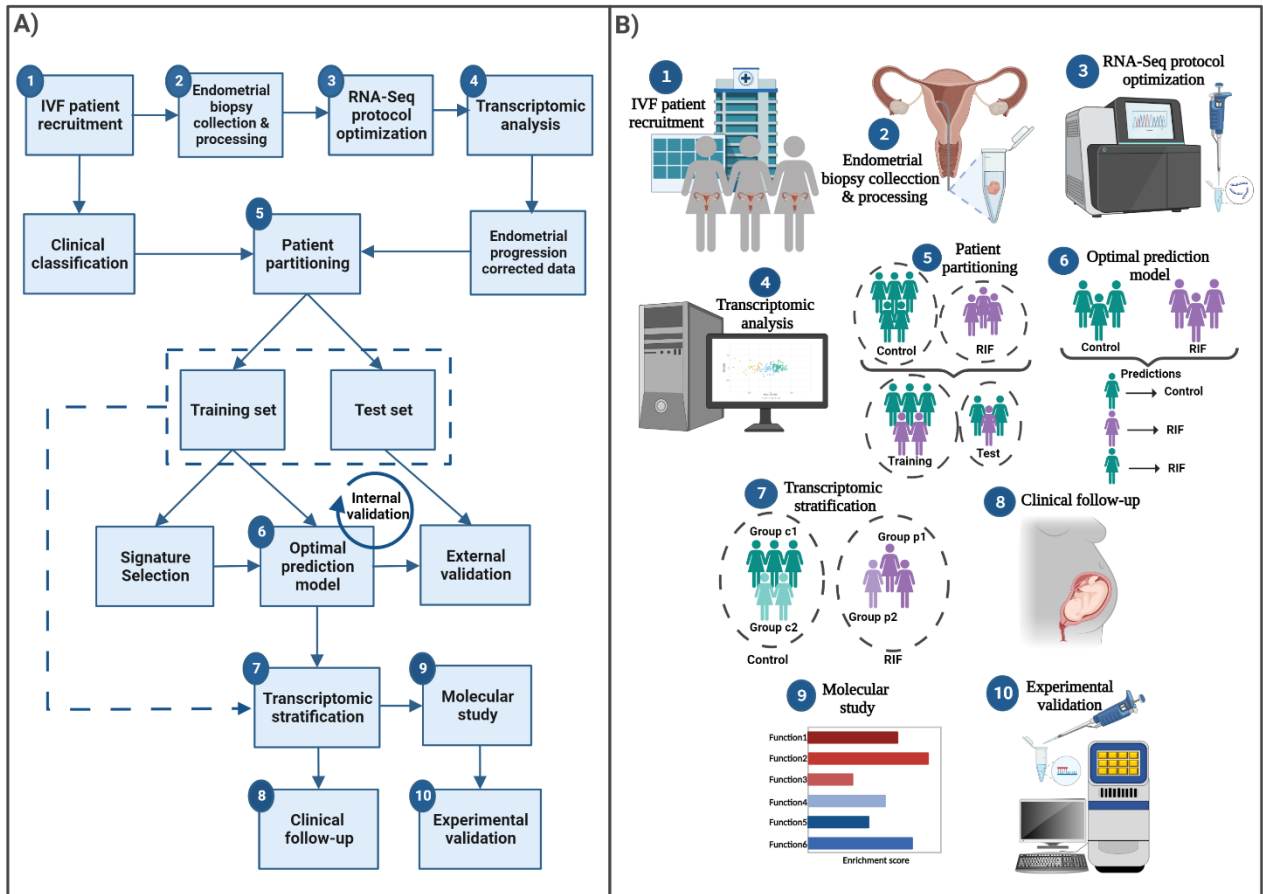 A)
1
IVF patient
recruitment
2
Endometrial
biopsy
collection &
processing
3
RNA-Seq
protocol
optimization
4
Transcriptomic
analysis
Clinical
classification
5
Patient
partitioning
Endometrial
progression
corrected data
Training set
Test set
Internal
validation
Signature
Selection
6
Optimal
prediction
model
External
validation
7
Transcriptomic
stratification
9
Molecular
study
8
Clinical
follow-up
10
Experimental
validation
B)
1
IVF patient
recruitment
2
Endometrial
biopsy collecction
& processing
3
RNA-Seq protocol
optimization
4
Transcriptomic
analysis
5
Patient
partitioning
Control
RIF
Training
Test
6
Optimal prediction
model
Control
RIF
Predictions
Control
RIF
RIF
7
Transcriptomic
stratification
Group c1
Group c2
Control
Group p1
Group p2
RIF
8
Clinical follow-up
9
Molecular
study
Function1
Function2
Function3
Function4
Function5
Function6
Enrichment score
10
Experimental
validation